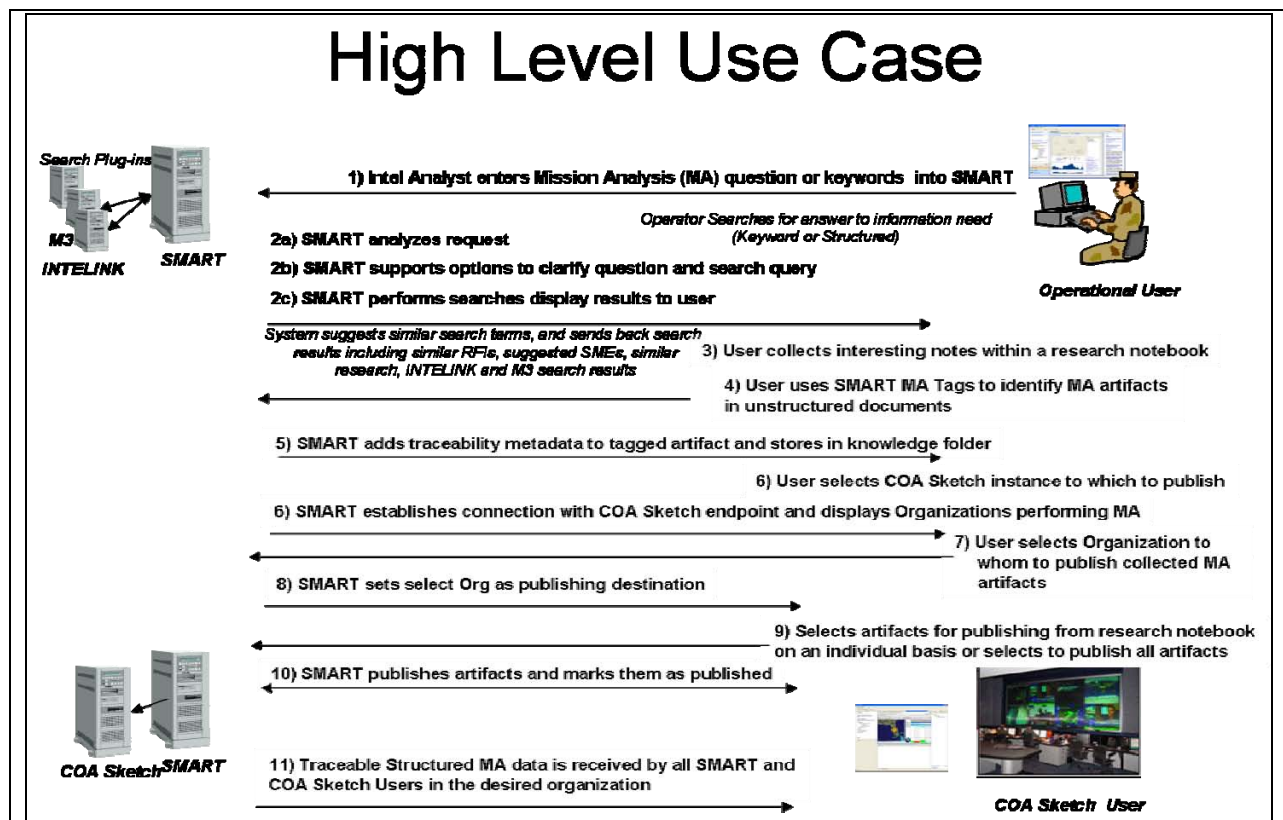 High Level Use Case
Search Plug-ins
M3
INTELINK
SMART
1) Intel Analyst enters Mission Analysis (MA) question or keywords into SMART
Operator Searches for answer to information need
(Keyword or Structured)
Operational User
2a) SMART analyzes request
2b) SMART supports options to clarify question and search query
2c) SMART performs searches display results to user
System suggests similar search terms, and sends back search
results including similar RFIs, suggested SMEs, similar
research, INTELINK and M3 search results
3) User collects interesting notes within a research notebook
4) User uses SMART MA Tags to identify MA artifacts
in unstructured documents
5) SMART adds traceability metadata to tagged artifact and stores in knowledge folder
6) User selects COA Sketch instance to which to publish
6) SMART establishes connection with COA Sketch endpoint and displays Organizations performing MA
7) User selects Organization to
whom to publish collected MA
artifacts
8) SMART sets select Org as publishing destination
9) Selects artifacts for publishing from research notebook
on an individual basis or selects to publish all artifacts
10) SMART publishes artifacts and marks them as published
COA Sketch
SMART
11) Traceable Structured MA data is received by all SMART and
COA Sketch Users in the desired organization
COA Sketch User